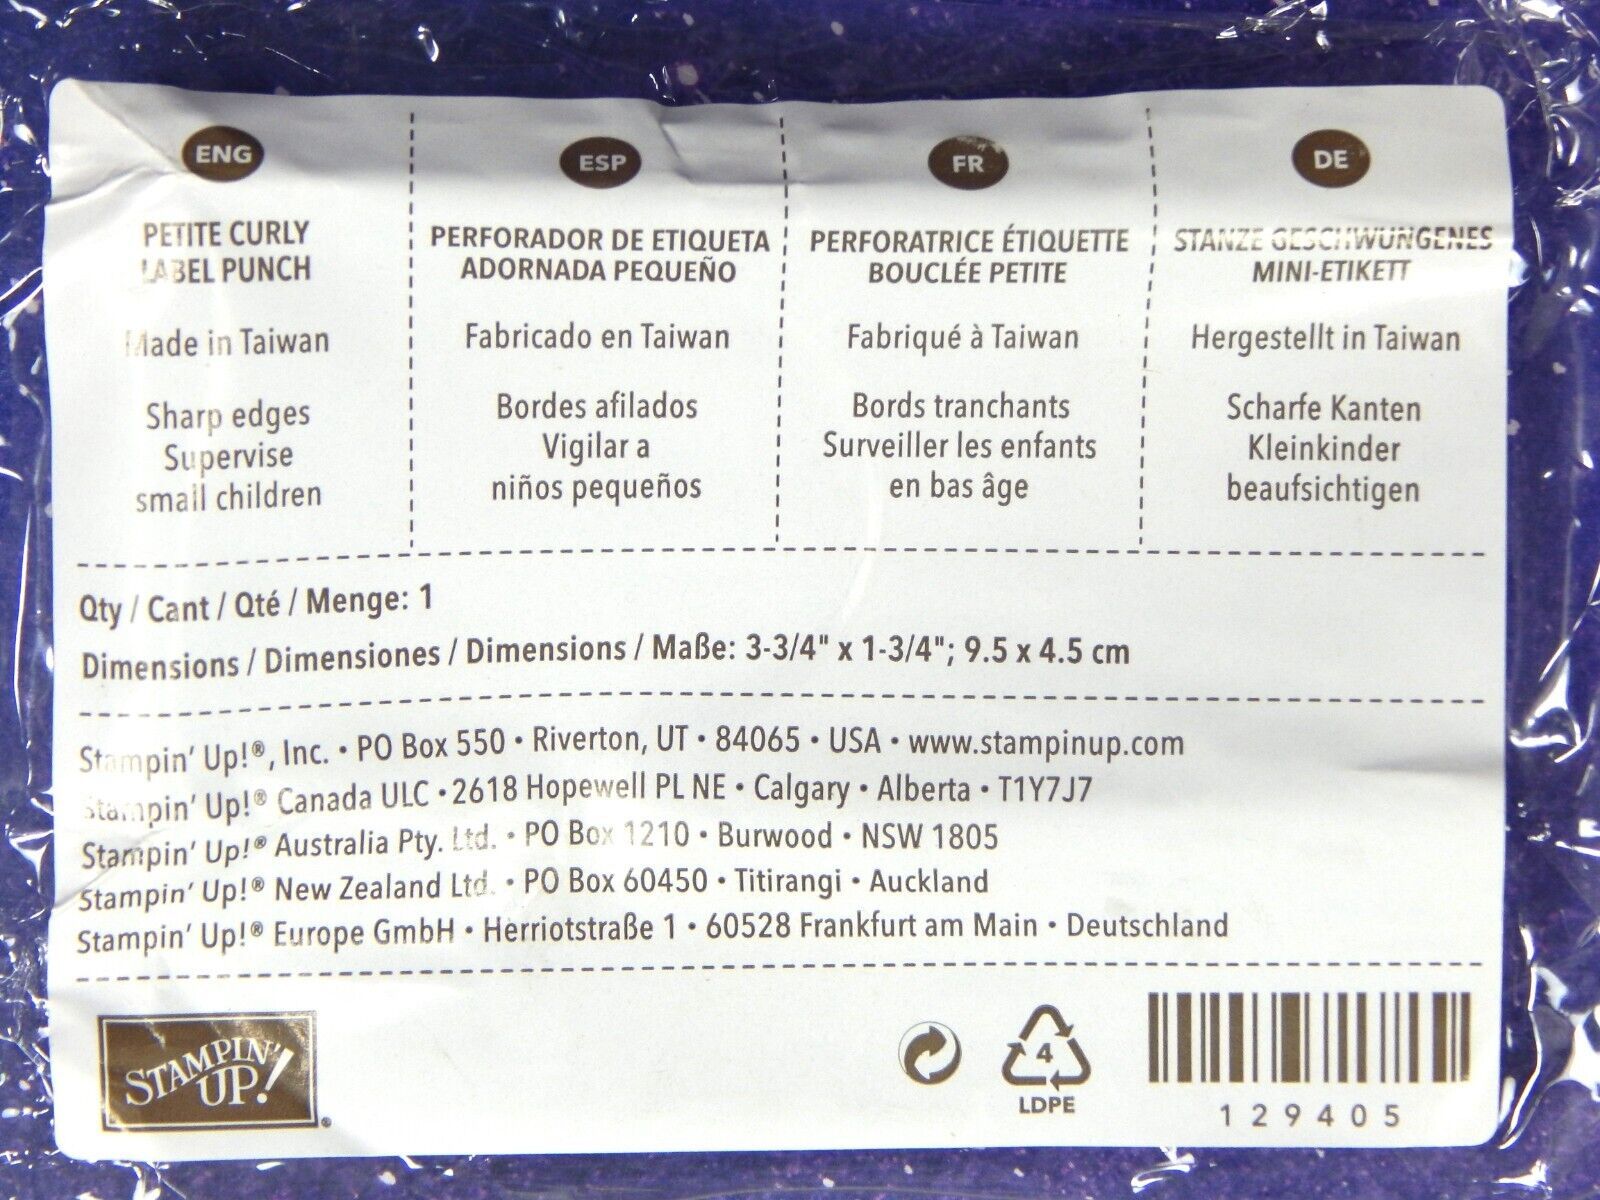 ENG
PETITE CURLY
LABEL PUNCH
Made in Taiwan
Sharp edges
Supervise
small children
ESP
PERFORADOR DE ETIQUETA
ADORNADA PEQUEÑO
Fabricado en Taiwan
Bordes afilados
Vigilar a
niños pequeños
FR
PERFORATRICE ÉTIQUETTE
BOUCLÉE PETITE
Fabriqué à Taiwan
Bords tranchants
Surveiller les enfants
en bas âge
DE
STANZE GESCHWUNGENES
MINI-ETIKETT
Hergestellt in Taiwan
Scharfe Kanten
Kleinkinder
beaufsichtigen
Qty / Cant / Qté / Menge: 1
Dimensions / Dimensiones / Dimensions / Maße: 3-3/4" x 1-3/4"; 9.5 x 4.5 cm
Stampin' Up!®, Inc. • PO Box 550 • Riverton, UT • 84065 • USA • www.stampinup.com
Stampin' Up!® Canada ULC • 2618 Hopewell PL NE • Calgary • Alberta • T1Y7J7
Stampin' Up!® Australia Pty. Ltd. • PO Box 1210 • Burwood • NSW 1805
Stampin' Up!® New Zealand Ltd. • PO Box 60450 • Titirangi • Auckland
Stampin' Up!® Europe GmbH • Herriotstraße 1 • 60528 Frankfurt am Main • Deutschland
STAMPIN'
UP!®
4
LDPE
129405